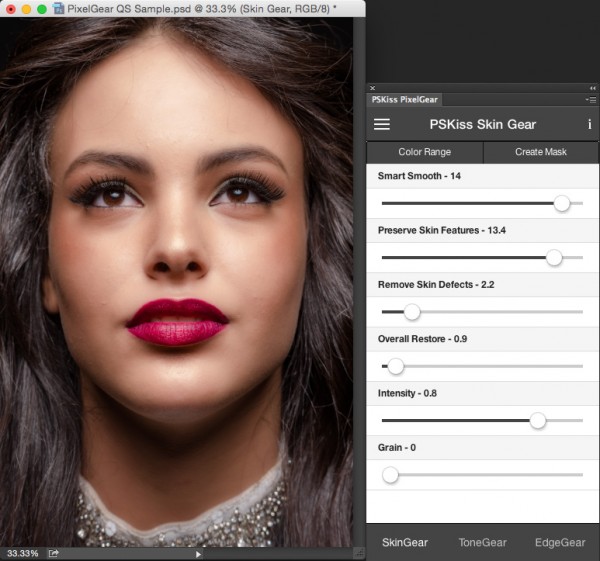 PixelGear QS Sample.psd @ 33.3% (Skin Gear, RGB/8) *
PSKiss PixelGear
PSKiss Skin Gear
i
Color Range
Create Mask
Smart Smooth - 14
Preserve Skin Features - 13.4
Remove Skin Defects - 2.2
Overall Restore - 0.9
Intensity - 0.8
Grain - 0
33.33%
SkinGear
ToneGear
EdgeGear